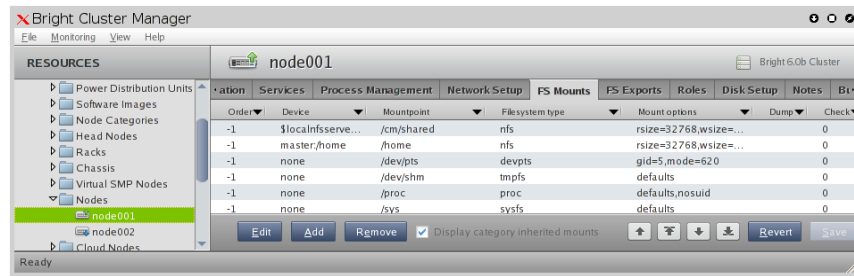 Bright Cluster Manager
File Monitoring View Help
RESOURCES
node001
Bright 6.0b Cluster
Power Distribution Units
Software Images
Node Categories
Head Nodes
Racks
Chassis
Virtual SMP Nodes
Nodes
node001
node002
Cloud Nodes
ation Services Process Management Network Setup FS Mounts FS Exports Roles Disk Setup Notes
Order Device Mountpoint Filesystem type Mount options Dump Check
-1 $localnfsserve... /cm/shared nfs rsize=32768,wsize=... 0
-1 master:/home /home nfs rsize=32768,wsize=... 0
-1 none /dev/pts devpts gid=5,mode=620 0
-1 none /dev/shm tmpfs defaults 0
-1 none /proc proc defaults,nosuid 0
-1 none /sys sysfs defaults 0
Edit Add Remove Display category inherited mounts Revert Save
Ready